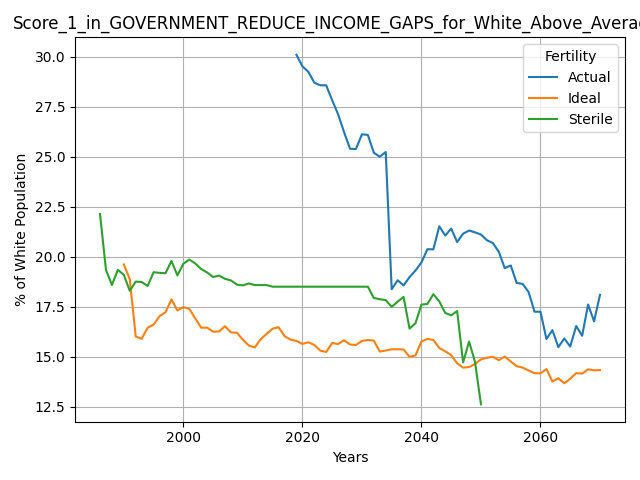 Score_1_in_GOVERNMENT_REDUCE_INCOME_GAPS_for_White_Above_Avera
30.0
27.5
25.0
22.5
20.0
17.5
15.0
12.5
% of White Population
Fertility
Actual
Ideal
Sterile
2000 2020 2040 2060
Years